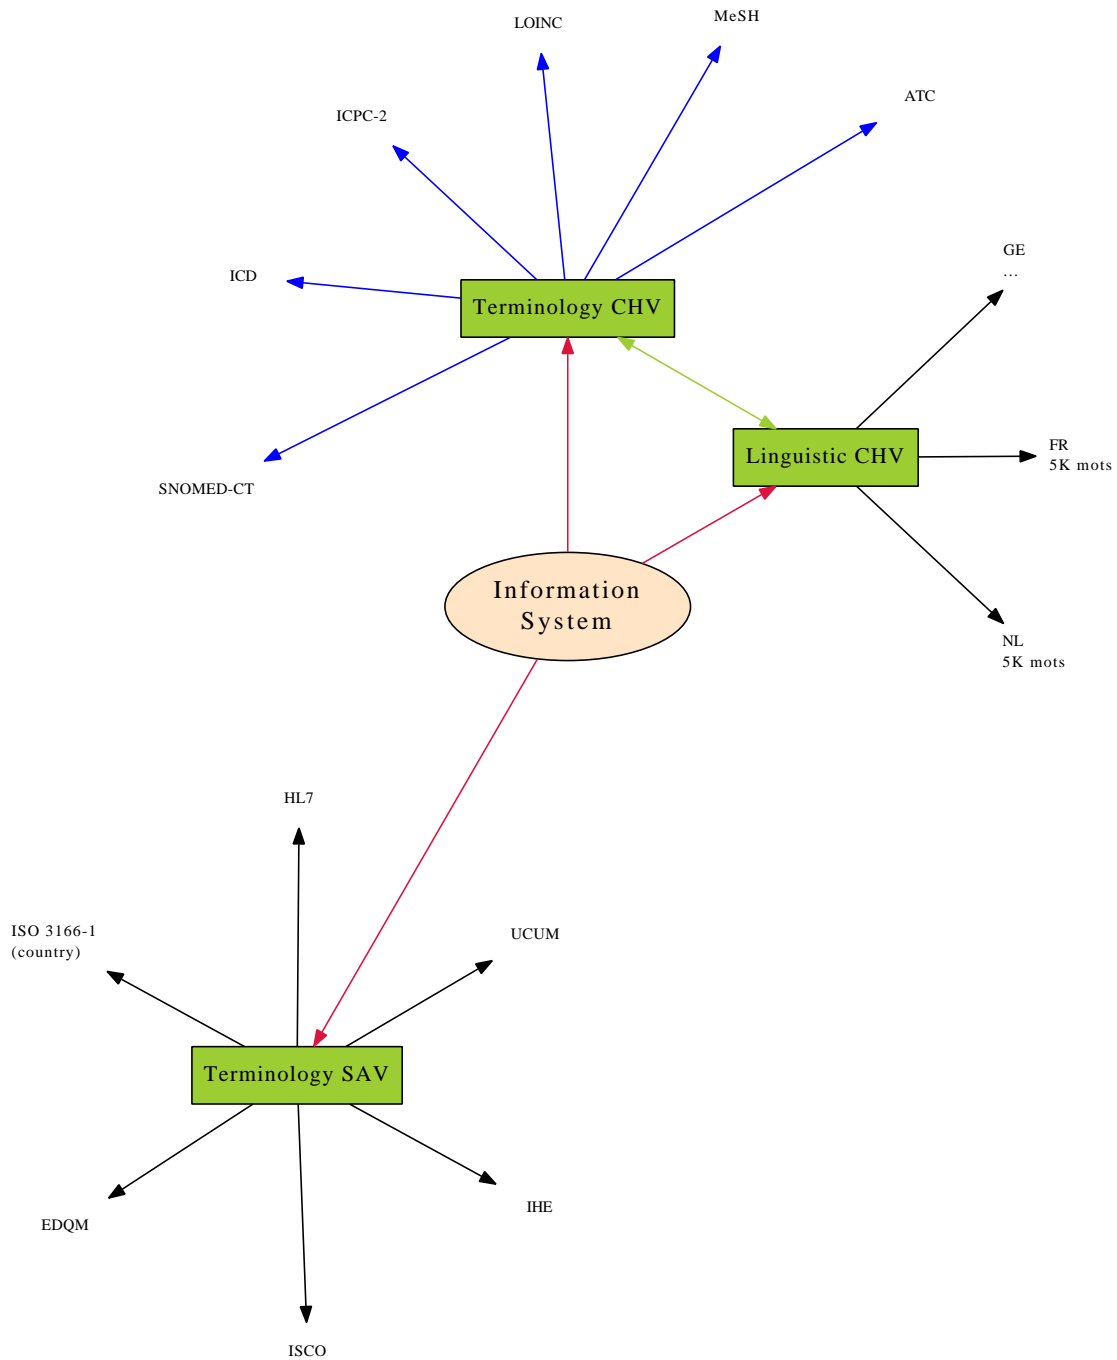 MeSH
LOINC
ATC
ICPC-2
GE
...
ICD
Terminology CHV
FR
5K mots
Linguistic CHV
SNOMED-CT
Information
System
NL
5K mots
HL7
ISO 3166-1
(country)
UCUM
Terminology SAV
IHE
EDQM
ISCO